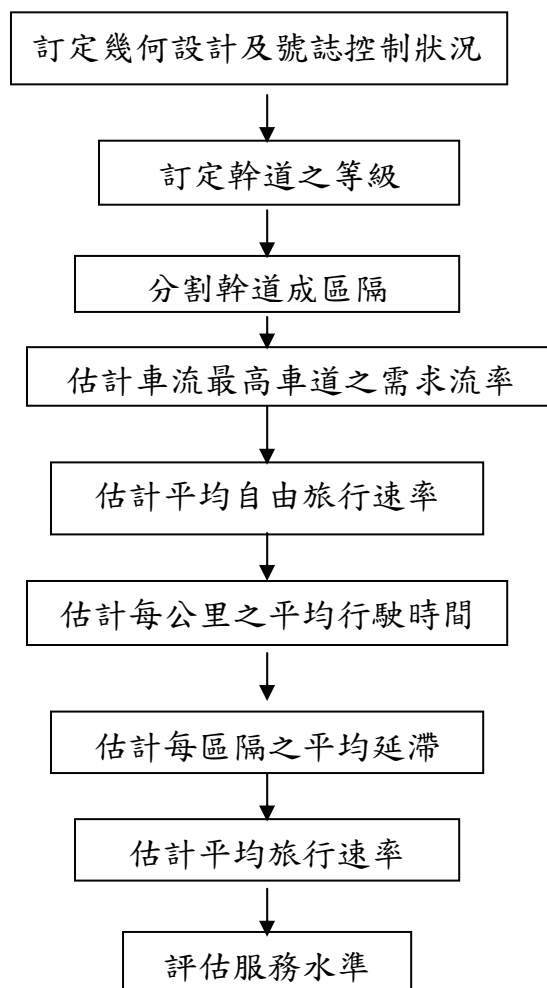 訂定幾何設計及號誌控制狀況
訂定幹道之等級
分割幹道成區隔
估計車流最高車道之需求流率
估計平均自由旅行速率
估計每公里之平均行駛時間
估計每區隔之平均延滯
估計平均旅行速率
評估服務水準